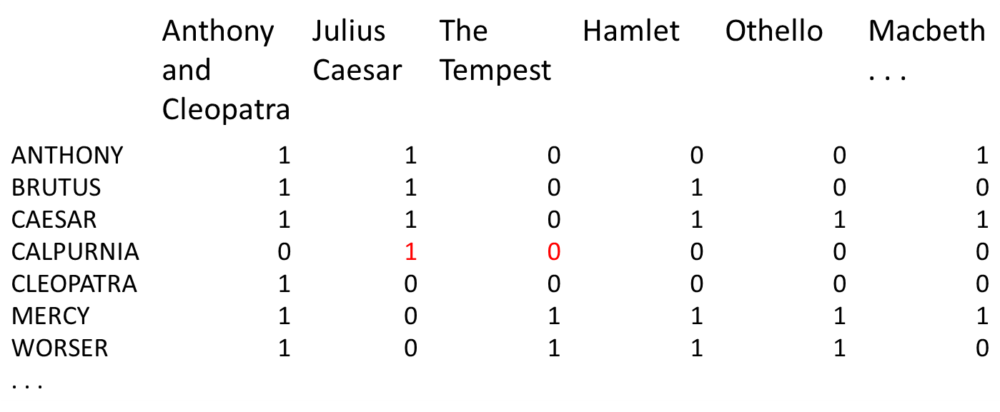 Anthony Julius The Hamlet Othello Macbeth
and Caesar Tempest . . .
Cleopatra
ANTHONY 1 1 0 0 0 1
BRUTUS 1 1 0 1 0 0
CAESAR 1 1 0 1 1 1
CALPURNIA 0 1 0 0 0 0
CLEOPATRA 1 0 0 0 0 0
MERCY 1 0 1 1 1 1
WORSER 1 0 1 1 1 0
. . .